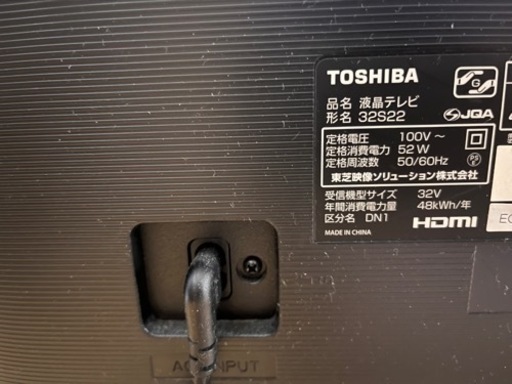 TOSHIBA
品名 液晶テレビ
形名 32S22
JQA
定格電圧 100V～
定格消費電力 52W
定格周波数 50/60Hz
東芝映像ソリューション株式会社
受信機型サイズ 32V
年間消費電力量 48kWh/年
区分名 DN1
HDMI
MADE IN CHINA
INPUT